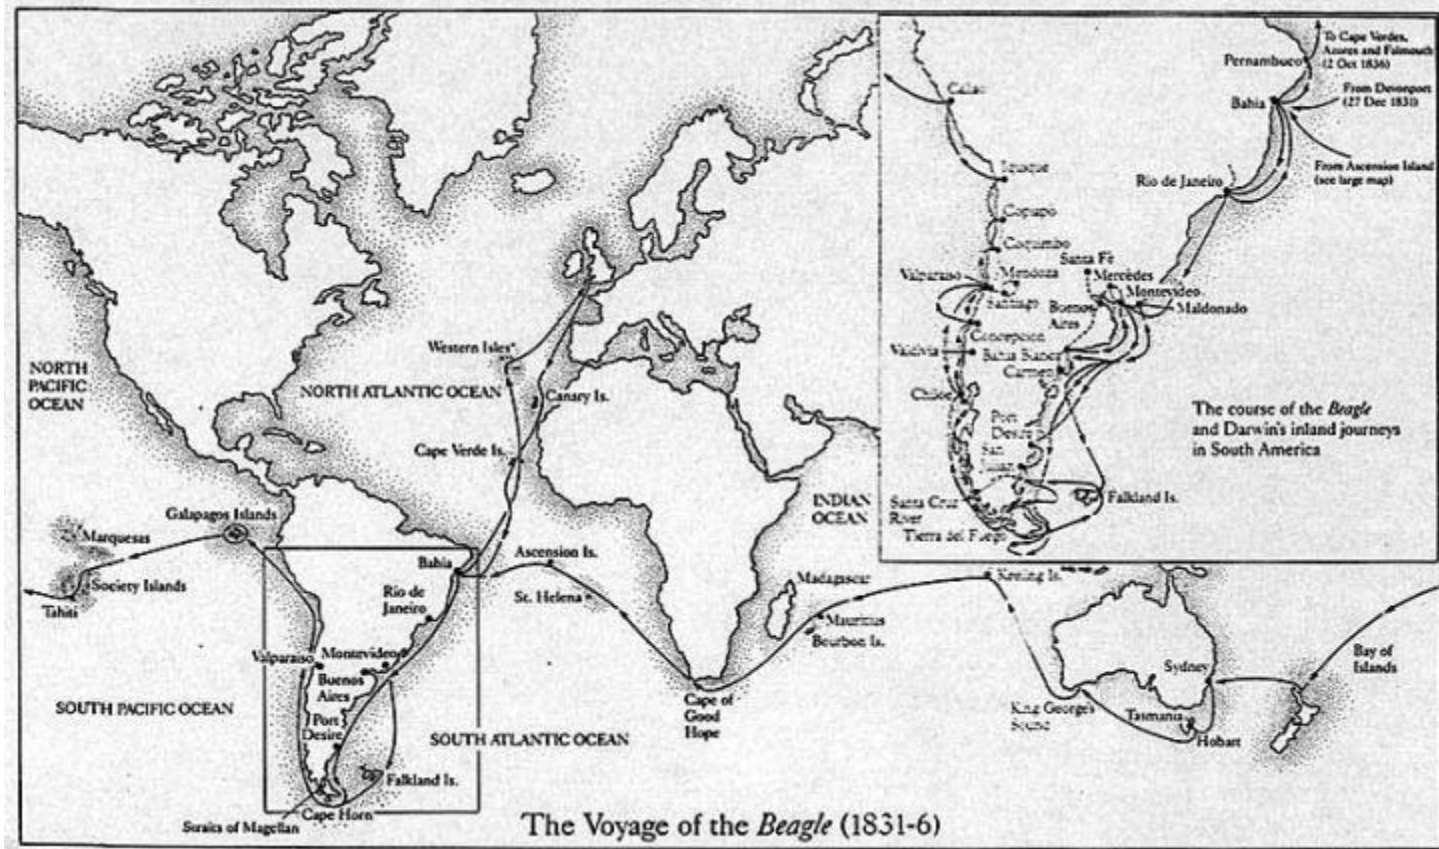 To Cape Verdes,
Azores and Falmouth
(2 Oct 1836)
Pernambuco
From Devonport
(27 Dec 1831)
Bahia
From Ascension Island
(see large map)
Rio de Janeiro
Callao
Iquique
Copiapó
Coquimbo
Santa Fè
Valparaiso
Mendoza
Mercèdes
Santiago
Montevideo
Buenos
Aires
Maldonado
Concepcion
Valdivia
Bahia Blanca
Carmen
Chiloe
Port
Desire
San
Julian
Santa Cruz
River
Falkland Is.
Tierra del Fuego
The course of the Beagle
and Darwin's inland journeys
in South America
Western Isles
NORTH
PACIFIC
OCEAN
NORTH ATLANTIC OCEAN
Canary Is.
Cape Verde Is.
INDIAN
OCEAN
Galapagos Islands
Marquesas
Society Islands
Tahiti
Bahia
Ascension Is.
St. Helena
Rio de
Janeiro
Madagascar
Mauritius
Bourbon Is.
Keeling Is.
Valparaiso
Montevideo
Buenos
Aires
Port
Desire
SOUTH PACIFIC OCEAN
SOUTH ATLANTIC OCEAN
Cape of
Good
Hope
King George's
Sound
Sydney
Tasmania
Hobart
Bay of
Islands
Falkland Is.
Cape Horn
Straits of Magellan
The Voyage of the Beagle (1831-6)